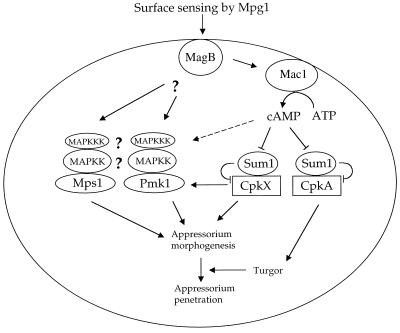 Surface sensing by Mpg1
MagB
Mac1
?
cAMP ATP
MAPKKK ? MAPKKK
MAPKK ? MAPKK
Sum1 Sum1
Mps1 Pmk1 CpkX CpkA
Appressorium
morphogenesis
Turgor
Appressorium
penetration